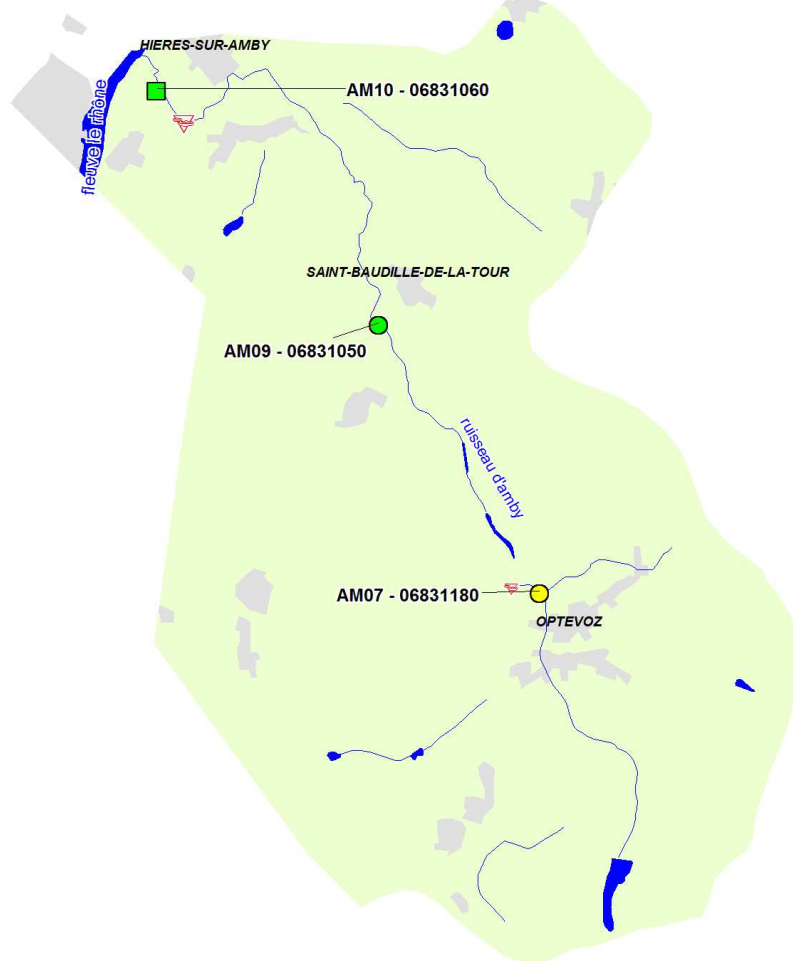 HIERES-SUR-AMBY
AM10 - 06831060
fleuve le rhône
SAINT-BAUDILLE-DE-LA-TOUR
AM09 - 06831050
ruisseau d'amby
AM07 - 06831180
OPTEVOZ